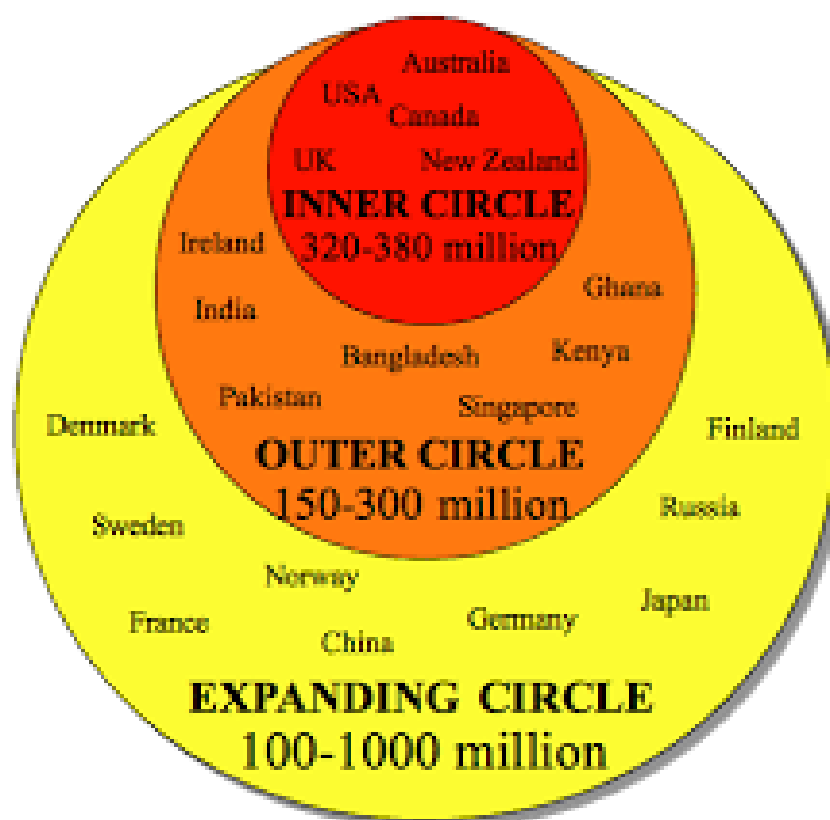 Australia
USA
Canada
UK New Zealand
INNER CIRCLE
320-380 million
Ireland
Ghana
India
Bangladesh
Kenya
Pakistan
Singapore
Denmark
Finland
OUTER CIRCLE
150-300 million
Sweden
Russia
Norway
Japan
France
Germany
China
EXPANDING CIRCLE
100-1000 million